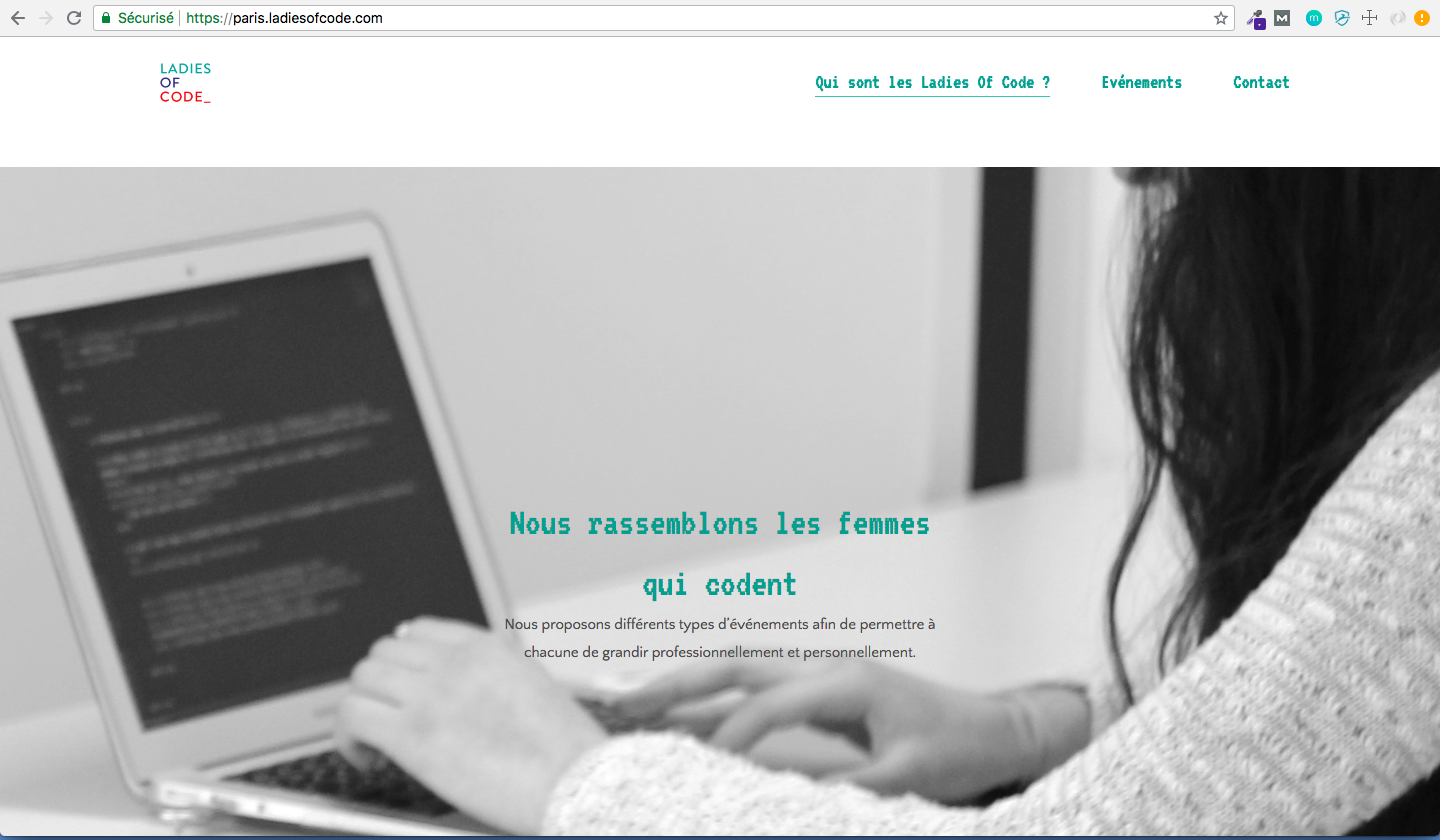 Sécurisé | https://paris.ladiesofcode.com
LADIES
OF
CODE_
Qui sont les Ladies Of Code ? Evénements Contact
Nous rassemblons les femmes
qui codent
Nous proposons différents types d'événements afin de permettre à
chacune de grandir professionnellement et personnellement.